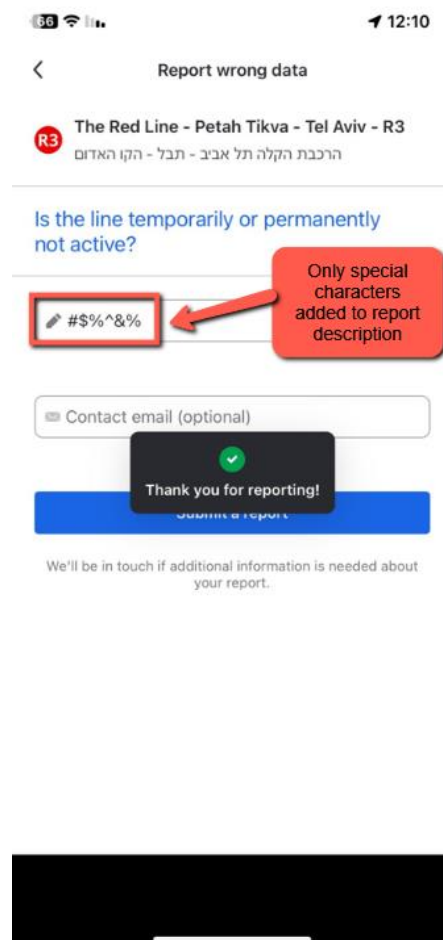 66
12:10
Report wrong data
R3
The Red Line - Petah Tikva - Tel Aviv - R3
הרכבת הקלה תל אביב - תבל - הקו האדום
Is the line temporarily or permanently
not active?
Only special
characters
added to report
description
#$%^&%
Contact email (optional)
Thank you for reporting!
Submit a report
We'll be in touch if additional information is needed about
your report.